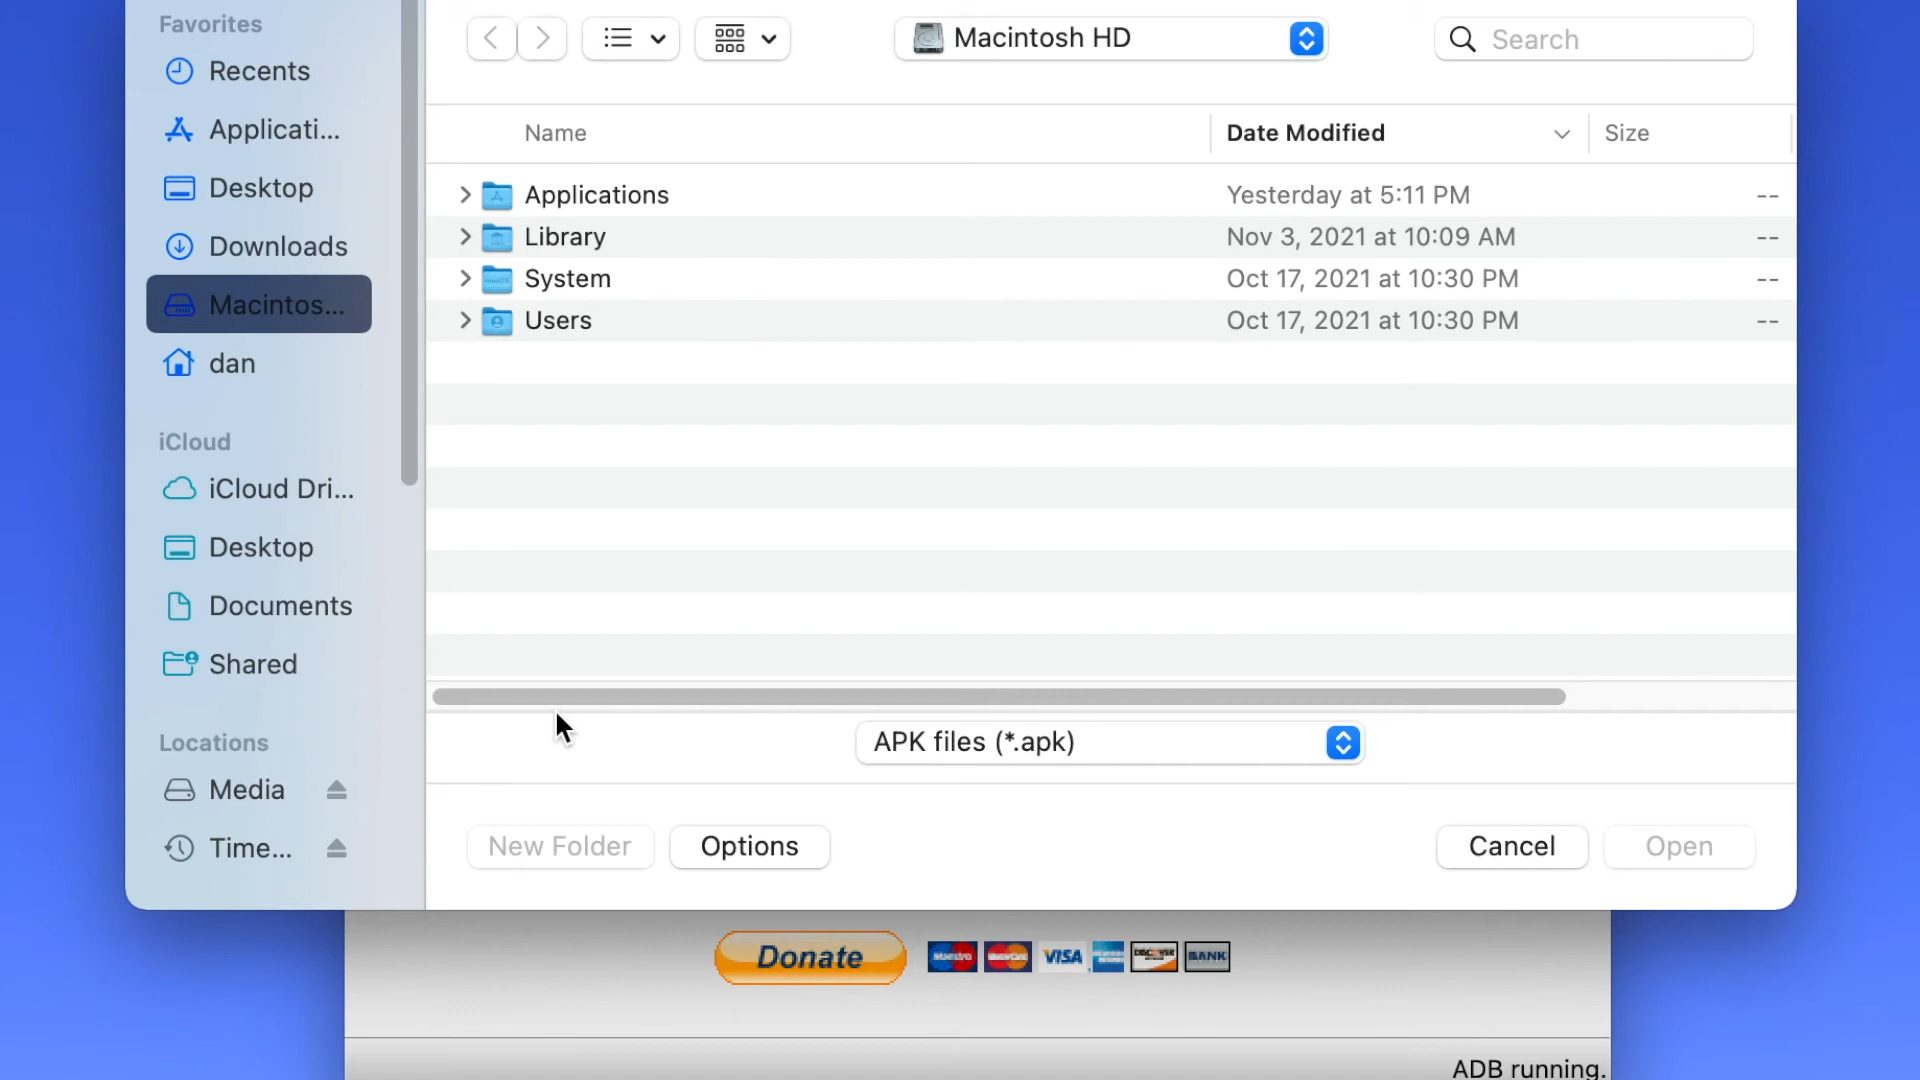 Favorites
Recents
Applicati...
Desktop
Downloads
Macintos...
dan
iCloud
iCloud Dri...
Desktop
Documents
Shared
Locations
Media
Time...
Macintosh HD
Search
Name
Date Modified
Size
Applications
Yesterday at 5:11 PM
--
Library
Nov 3, 2021 at 10:09 AM
--
System
Oct 17, 2021 at 10:30 PM
--
Users
Oct 17, 2021 at 10:30 PM
--
APK files (*.apk)
New Folder
Options
Cancel
Open
Donate
Maestro
MasterCard
VISA
DISCOVER
BANK
ADB running.